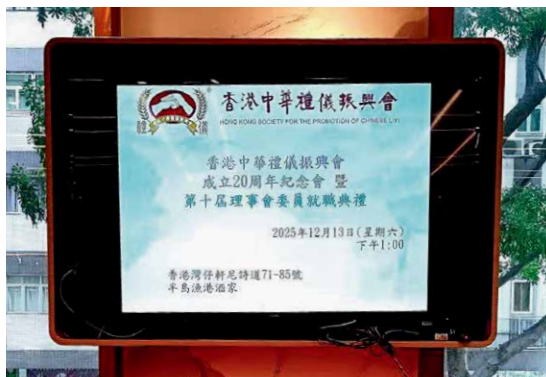 香港中華禮儀振興會
HONG KONG SOCIETY FOR THE PROMOTION OF CHINESE LIYI
禮 儀
香港中華禮儀振興會
成立20周年紀念會 暨
第十屆理事會委員就職典禮
2025年12月13日(星期六)
下午1:00
香港灣仔軒尼詩道71-85號
半島漁港酒家